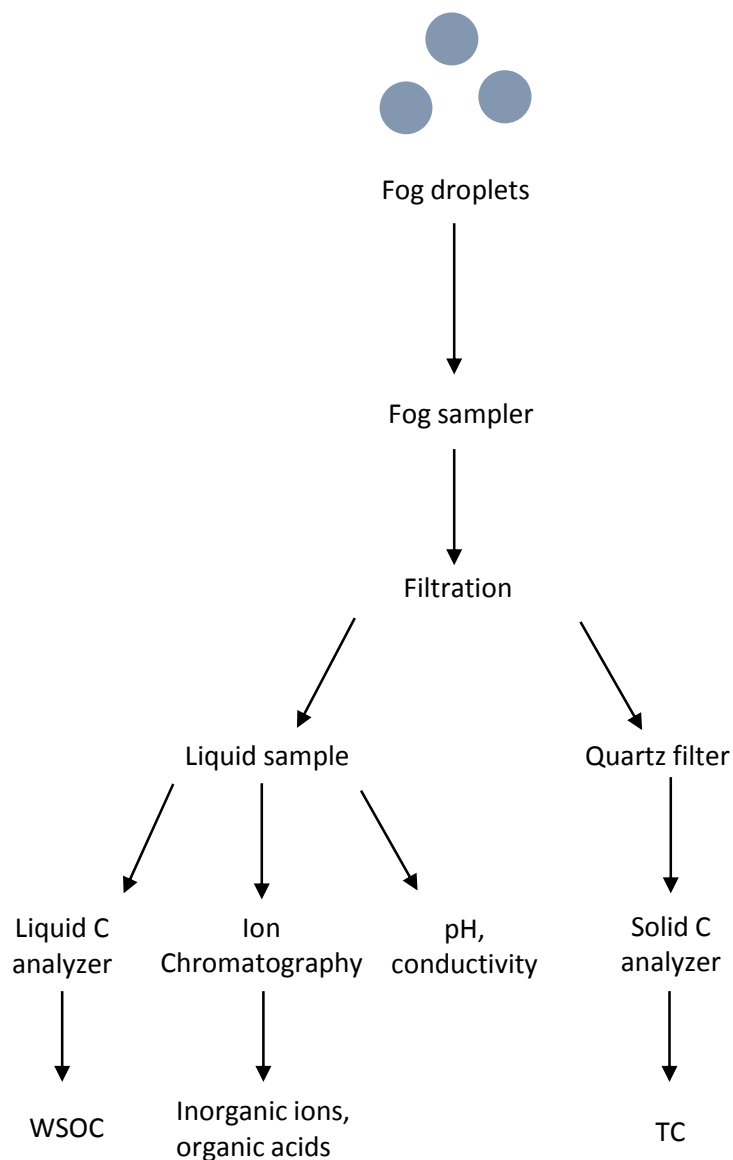 Fog droplets
Fog sampler
Filtration
Liquid sample
Quartz filter
Liquid C
analyzer
Ion
Chromatography
pH,
conductivity
Solid C
analyzer
WSOC
Inorganic ions,
organic acids
TC